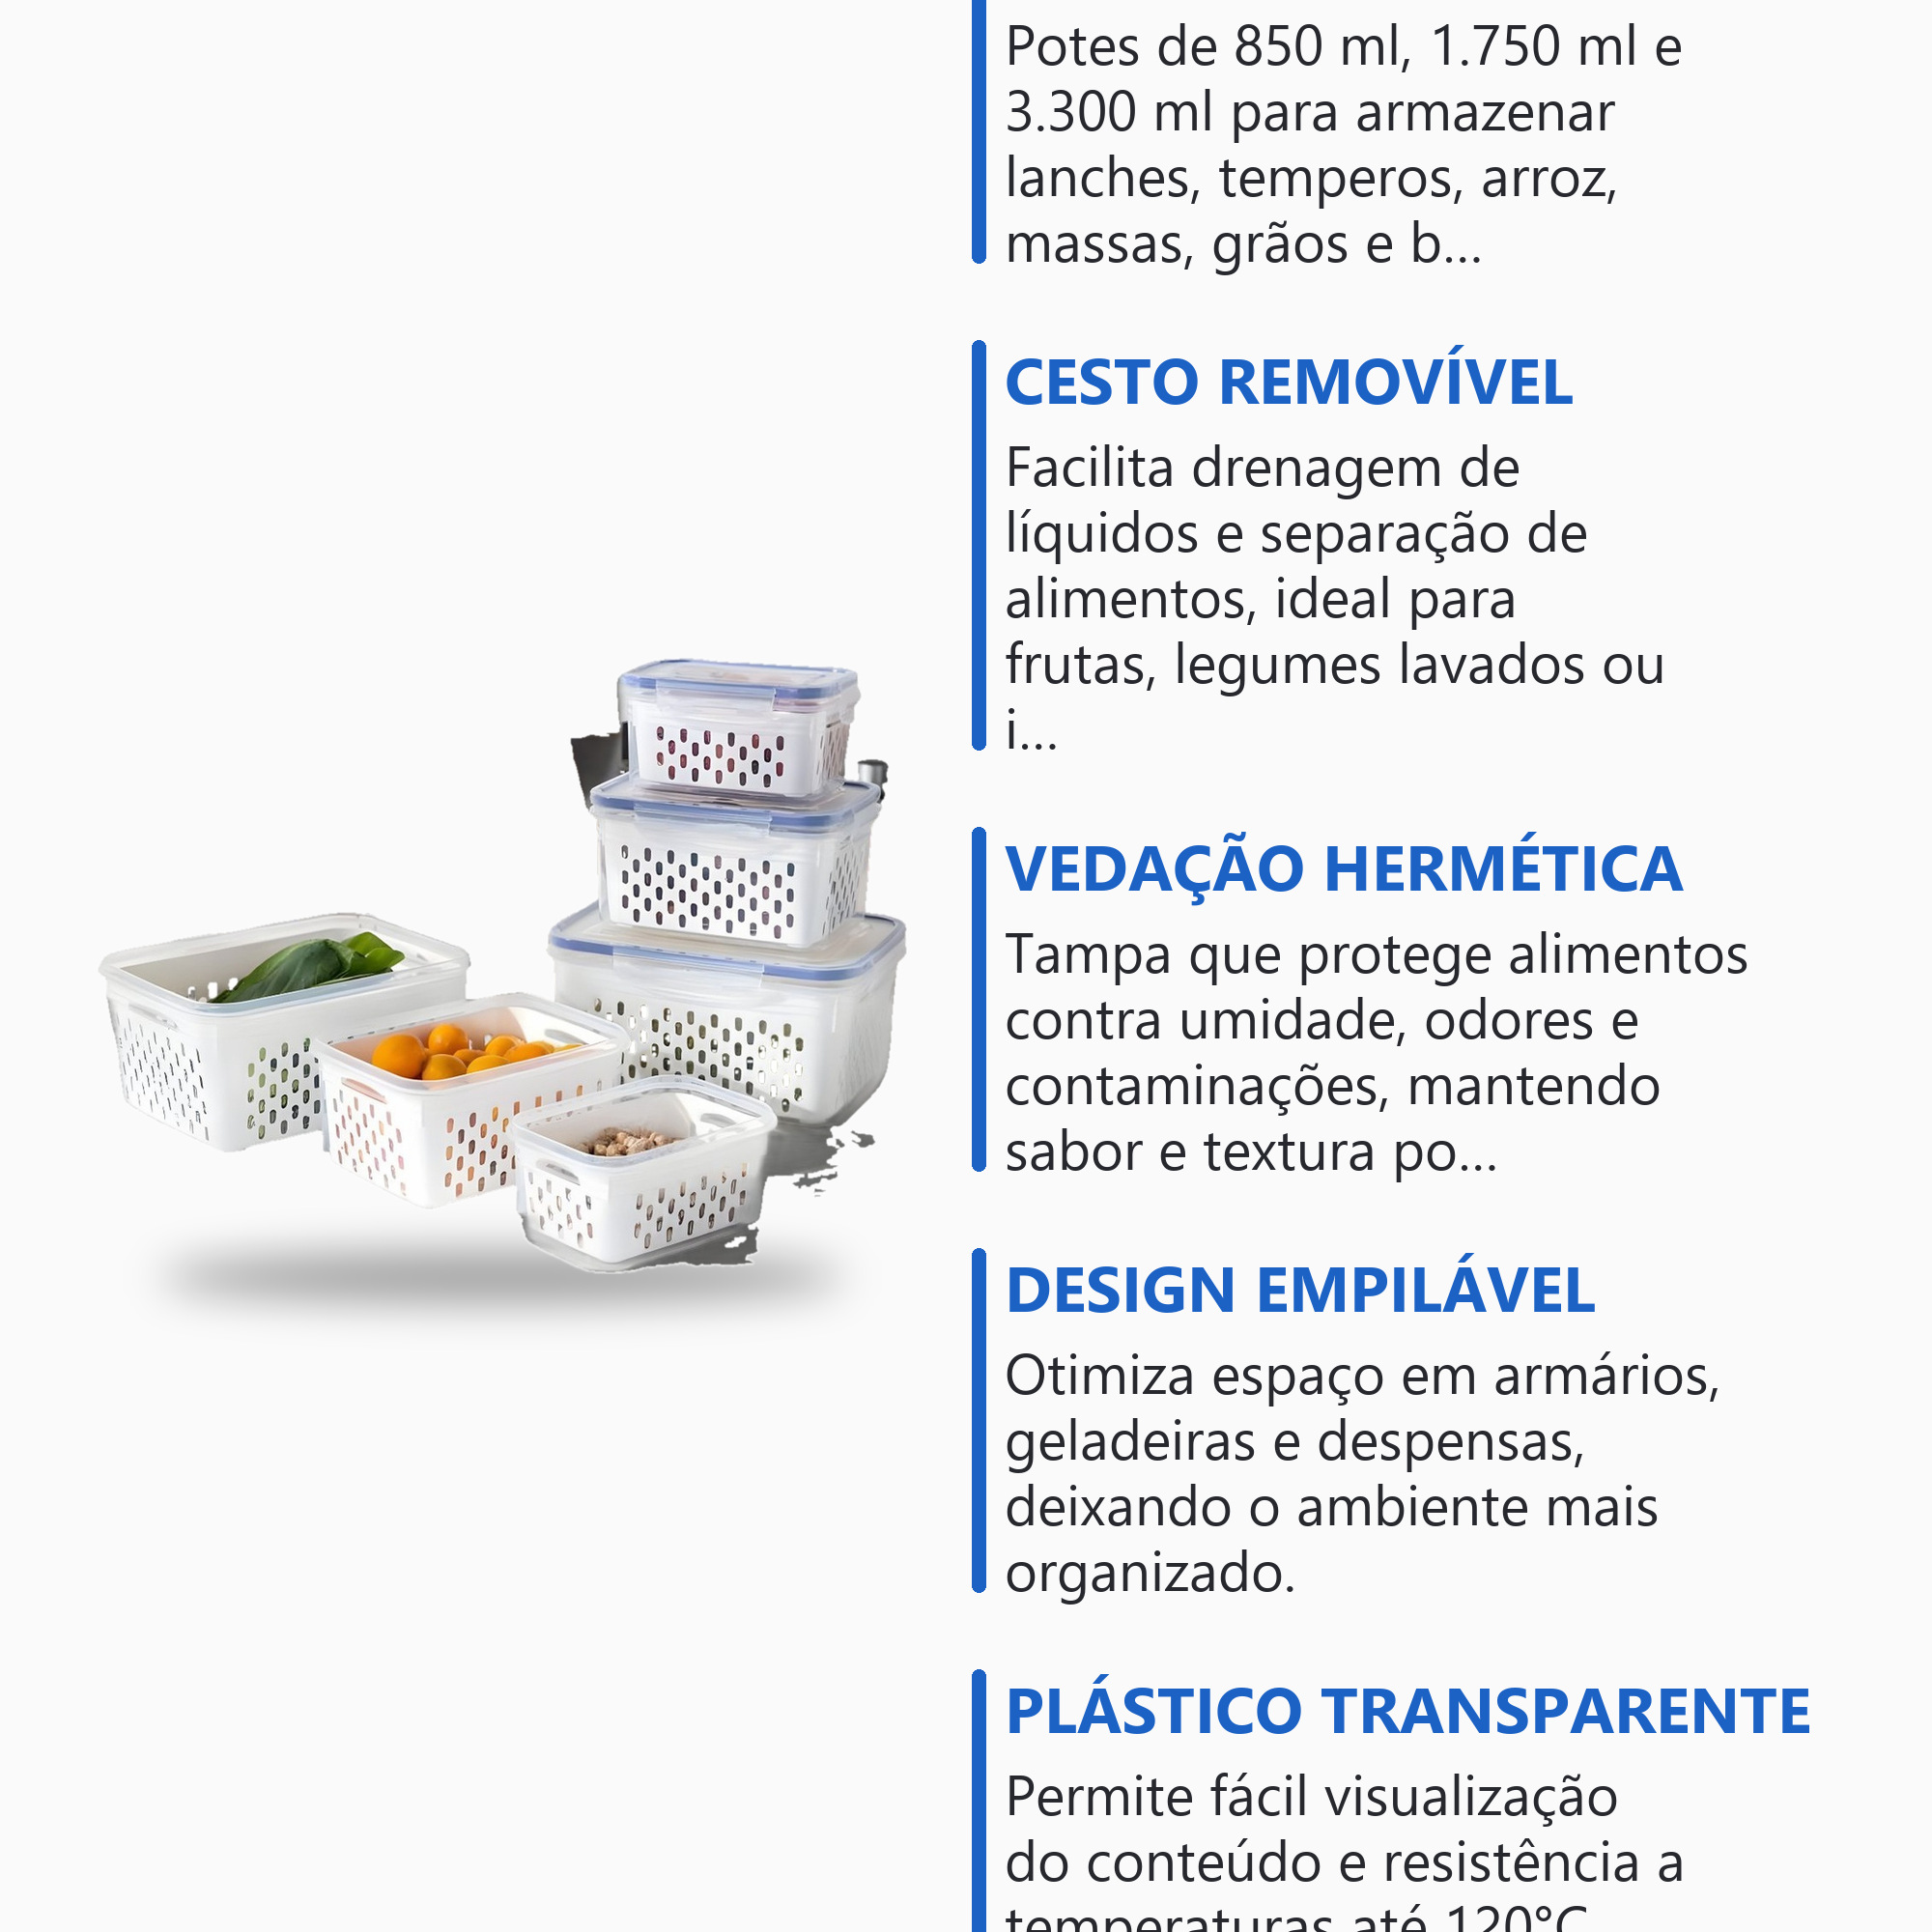 Potes de 850 ml, 1.750 ml e
3.300 ml para armazenar
lanches, temperos, arroz,
massas, grãos e b...
CESTO REMOVÍVEL
Facilita drenagem de
líquidos e separação de
alimentos, ideal para
frutas, legumes lavados ou
i...
VEDAÇÃO HERMÉTICA
Tampa que protege alimentos
contra umidade, odores e
contaminações, mantendo
sabor e textura po...
DESIGN EMPILÁVEL
Otimiza espaço em armários,
geladeiras e despensas,
deixando o ambiente mais
organizado.
PLÁSTICO TRANSPARENTE
Permite fácil visualização
do conteúdo e resistência a
temperaturas até 120°C